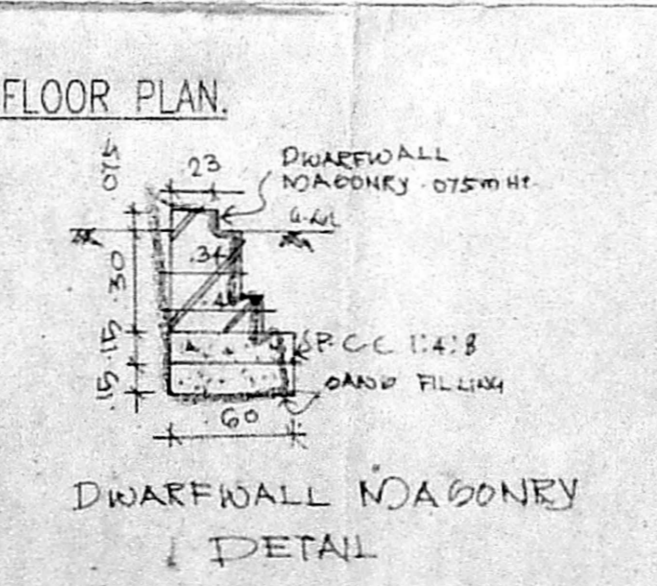 FLOOR PLAN.
.075
23
DWARFWALL
MASONRY .075m Ht.
G.L
.30
.34
.15
P.C.C 1:4:8
.15
SAND FILLING
.60
DWARFWALL MASONRY
DETAIL